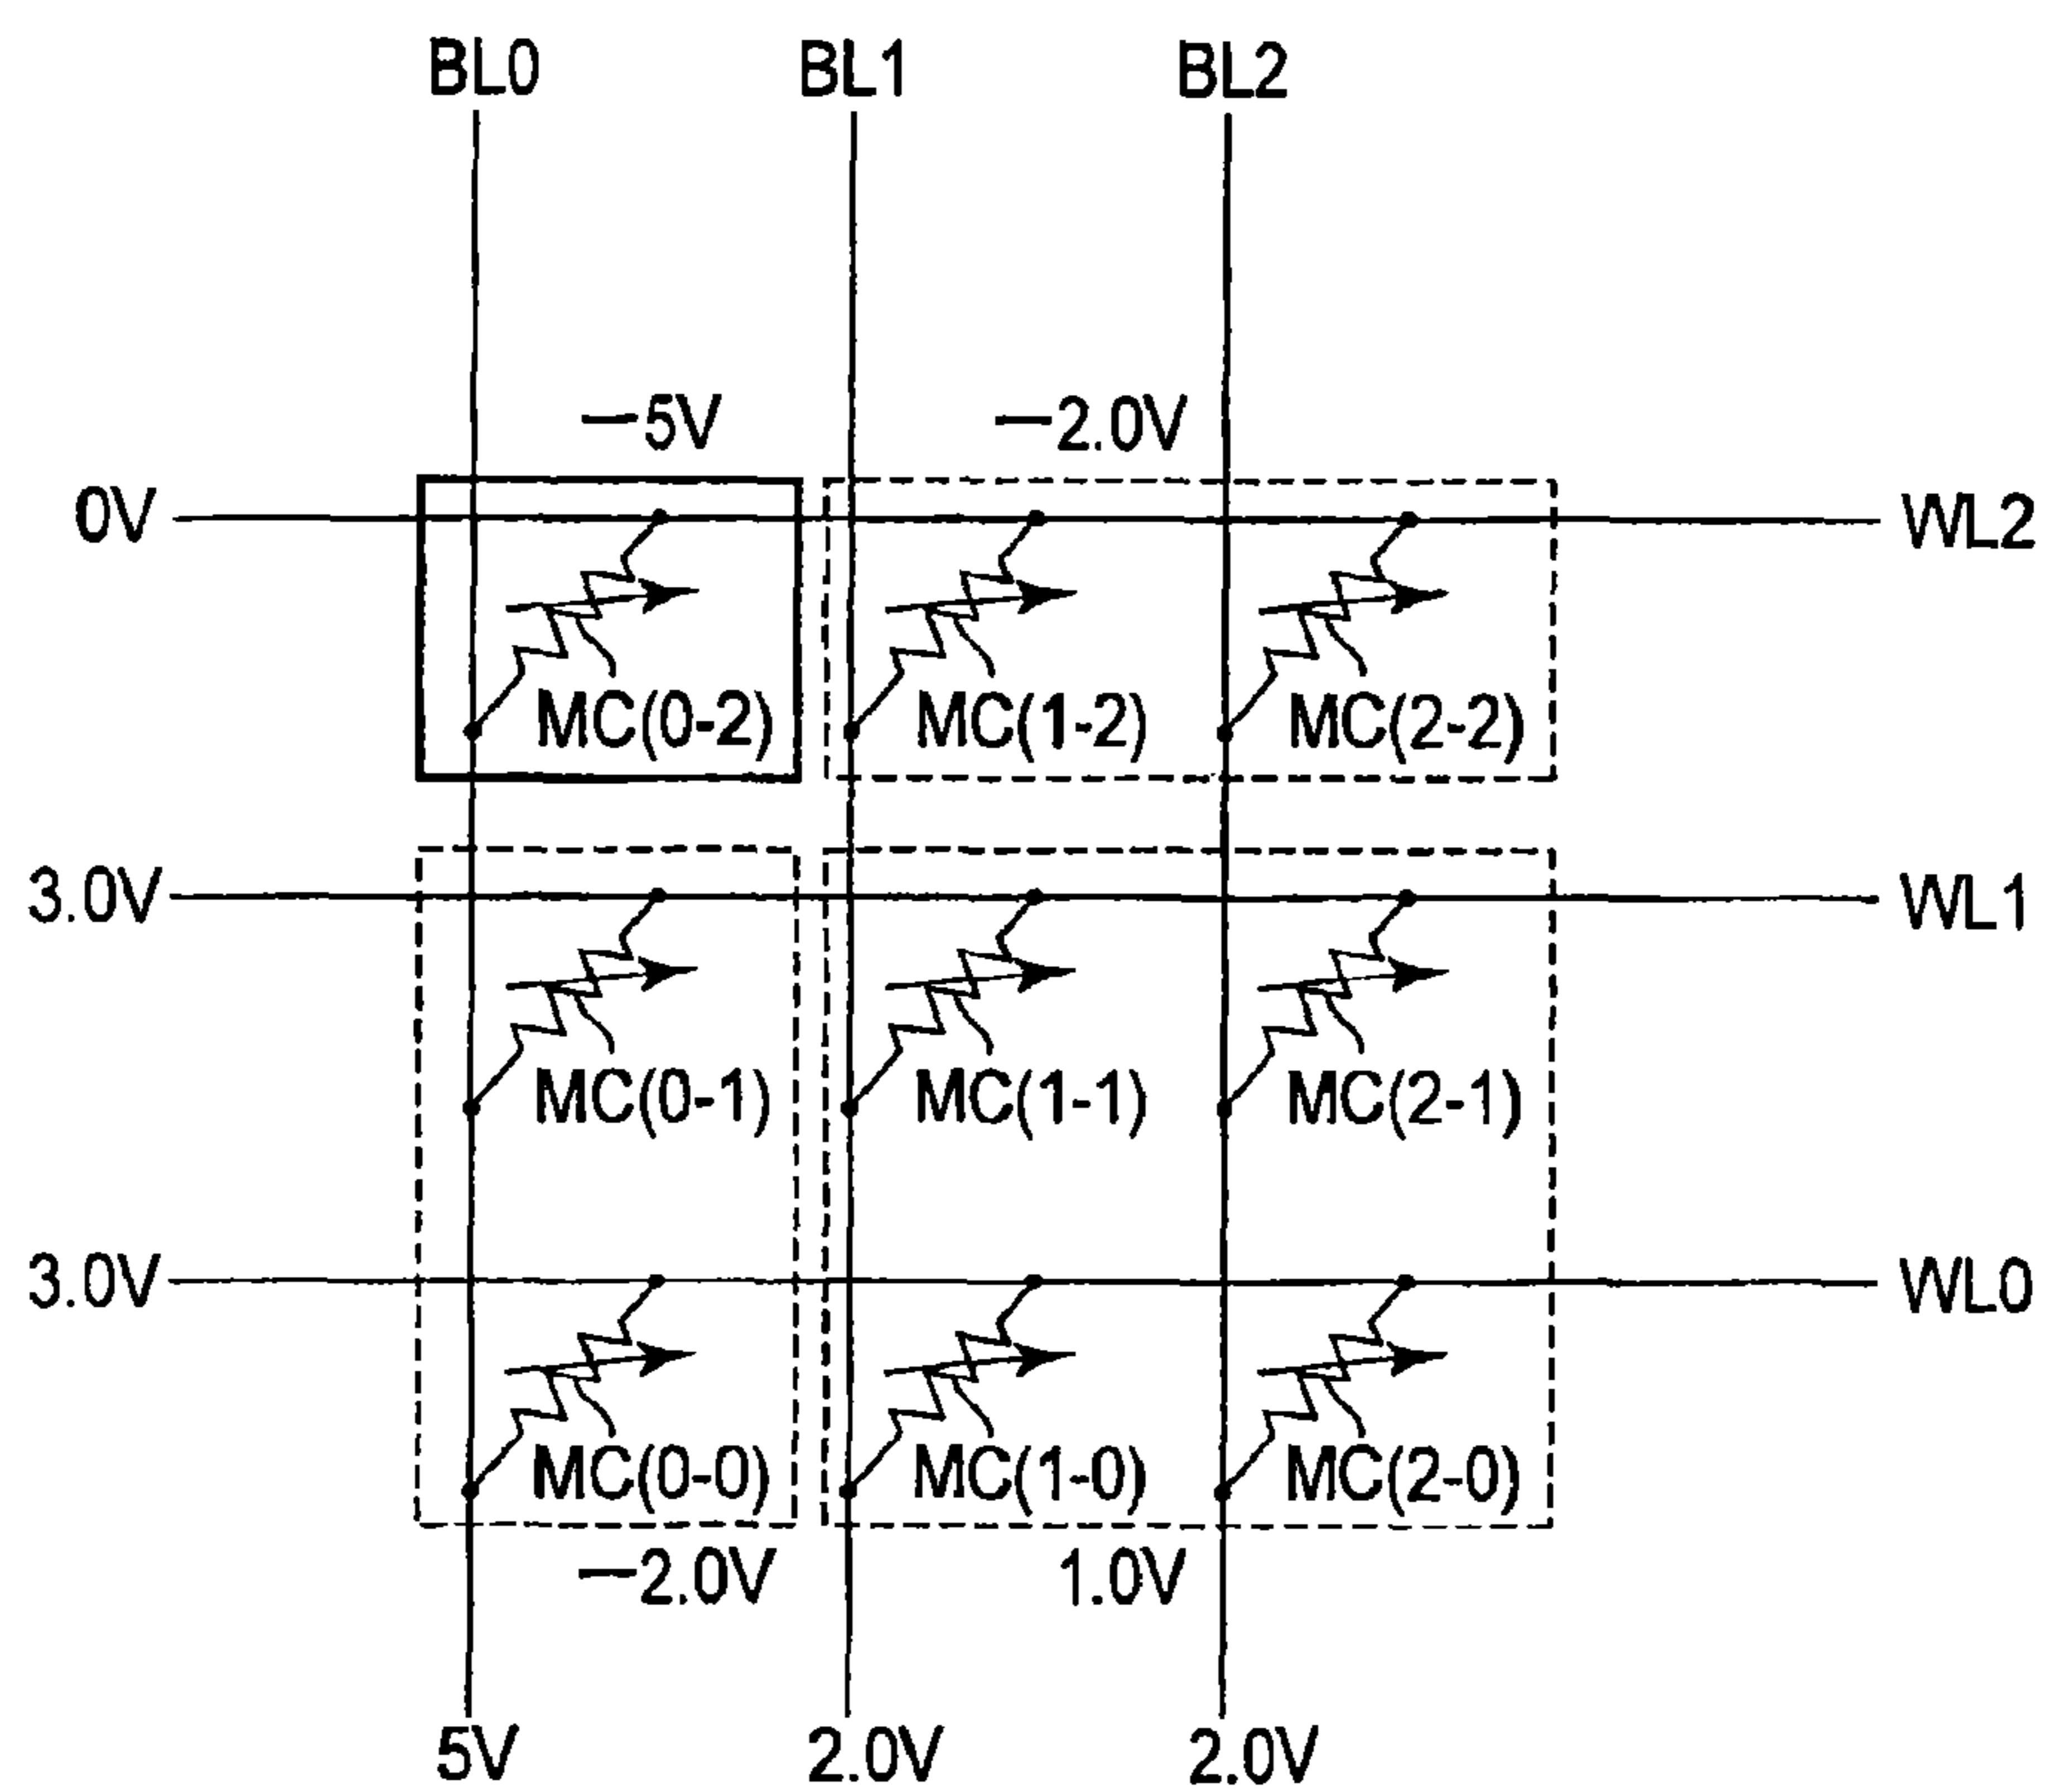 BL0 BL1 BL2
−5V −2.0V
0V WL2
MC(0-2) MC(1-2) MC(2-2)
3.0V WL1
MC(0-1) MC(1-1) MC(2-1)
3.0V WL0
MC(0-0) MC(1-0) MC(2-0)
−2.0V 1.0V
5V 2.0V 2.0V